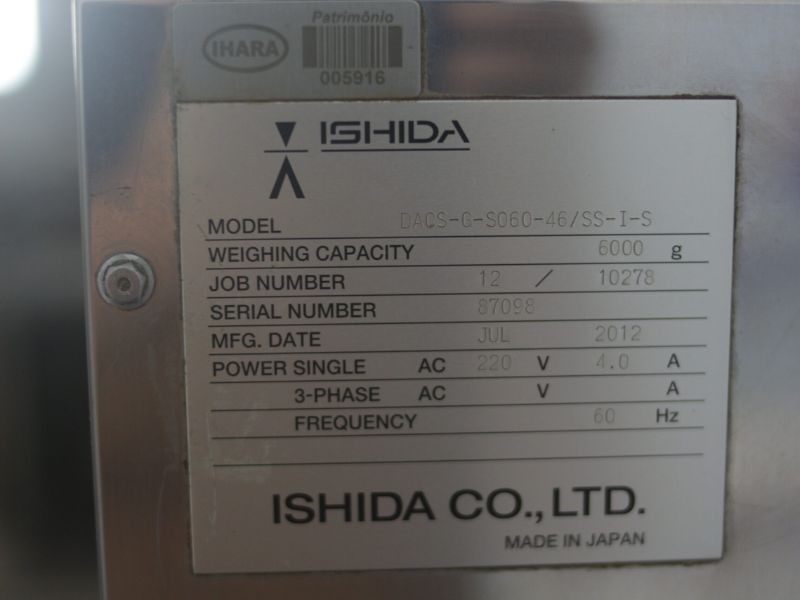 Patrimônio
IHARA
005916
ISHIDA
MODEL DACS-G-S060-46/SS-I-S
WEIGHING CAPACITY 6000 g
JOB NUMBER 12 / 10278
SERIAL NUMBER 87098
MFG. DATE JUL 2012
POWER SINGLE AC 220 V 4.0 A
3-PHASE AC V A
FREQUENCY 60 Hz
ISHIDA CO., LTD.
MADE IN JAPAN